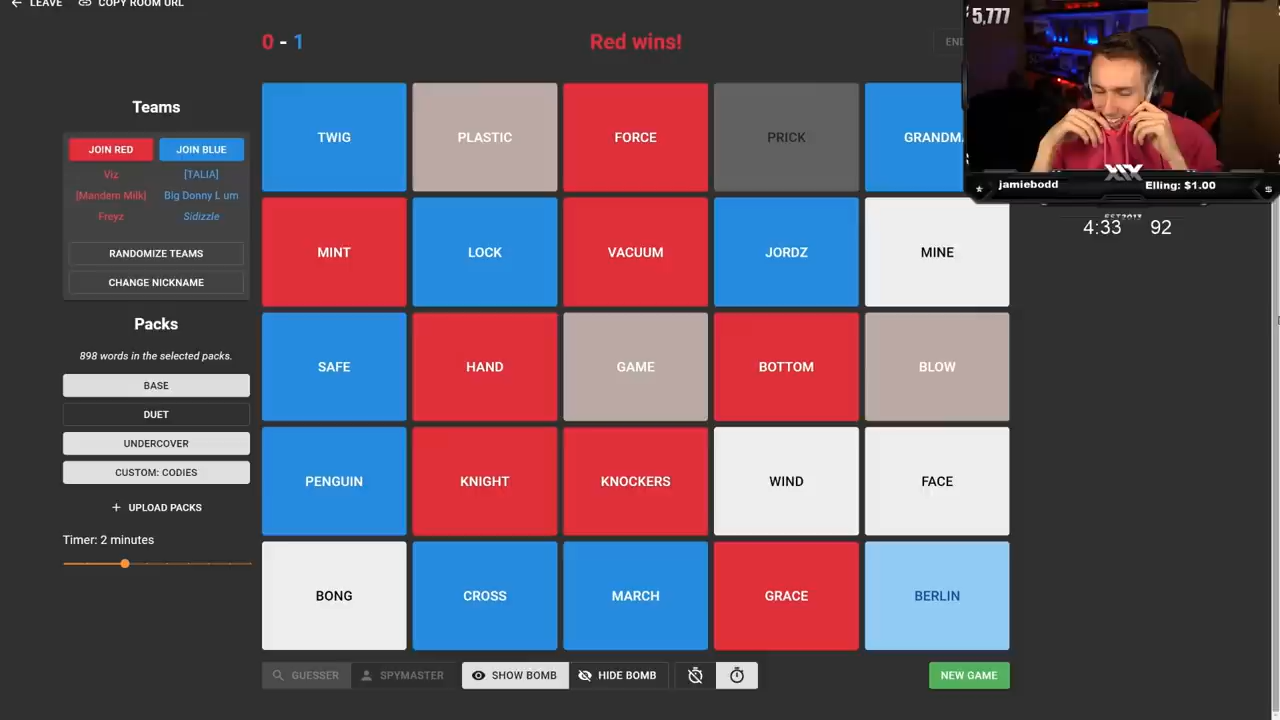 LEAVE COPY ROOM URL
0 - 1
Red wins!
END
5,777
Teams
JOIN RED JOIN BLUE
Viz [TALIA]
[Mandem Milk] Big Donny L um
Freyz Sidizzle
RANDOMIZE TEAMS
CHANGE NICKNAME
Packs
898 words in the selected packs.
BASE
DUET
UNDERCOVER
CUSTOM: CODIES
+ UPLOAD PACKS
Timer: 2 minutes
TWIG PLASTIC FORCE PRICK GRANDMA
MINT LOCK VACUUM JORDZ MINE
SAFE HAND GAME BOTTOM BLOW
PENGUIN KNIGHT KNOCKERS WIND FACE
BONG CROSS MARCH GRACE BERLIN
GUESSER SPYMASTER SHOW BOMB HIDE BOMB NEW GAME
XIX
jamiebodd Elling: $1.00
4:33 92